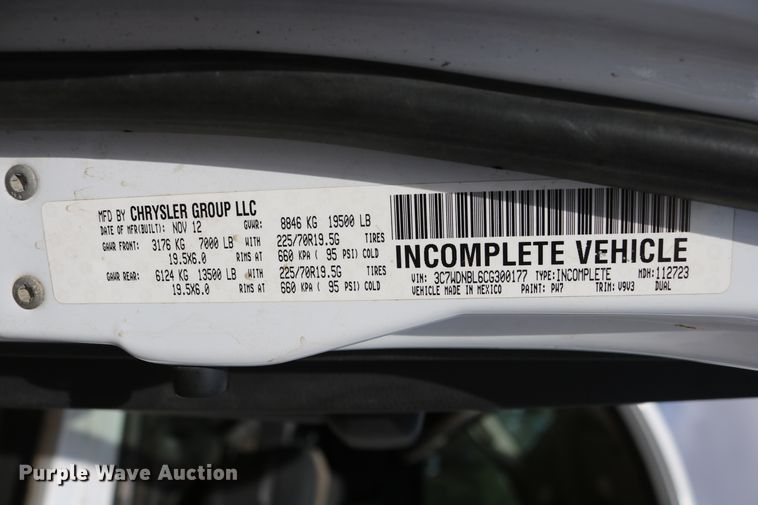 MFD BY CHRYSLER GROUP LLC
DATE OF MFR(BUILT): NOV 12 GVWR: 8846 KG 19500 LB
GAWR FRONT: 3176 KG 7000 LB WITH 225/70R19.5G TIRES
19.5X6.0 RIMS AT 660 KPA ( 95 PSI) COLD
GAWR REAR: 6124 KG 13500 LB WITH 225/70R19.5G TIRES
19.5X6.0 RIMS AT 660 KPA ( 95 PSI) COLD
INCOMPLETE VEHICLE
VIN: 3C7WDNBL6CG300177 TYPE:INCOMPLETE MDH:112723
VEHICLE MADE IN MEXICO PAINT: PW7 TRIM: V9V3 DUAL
Purple Wave Auction